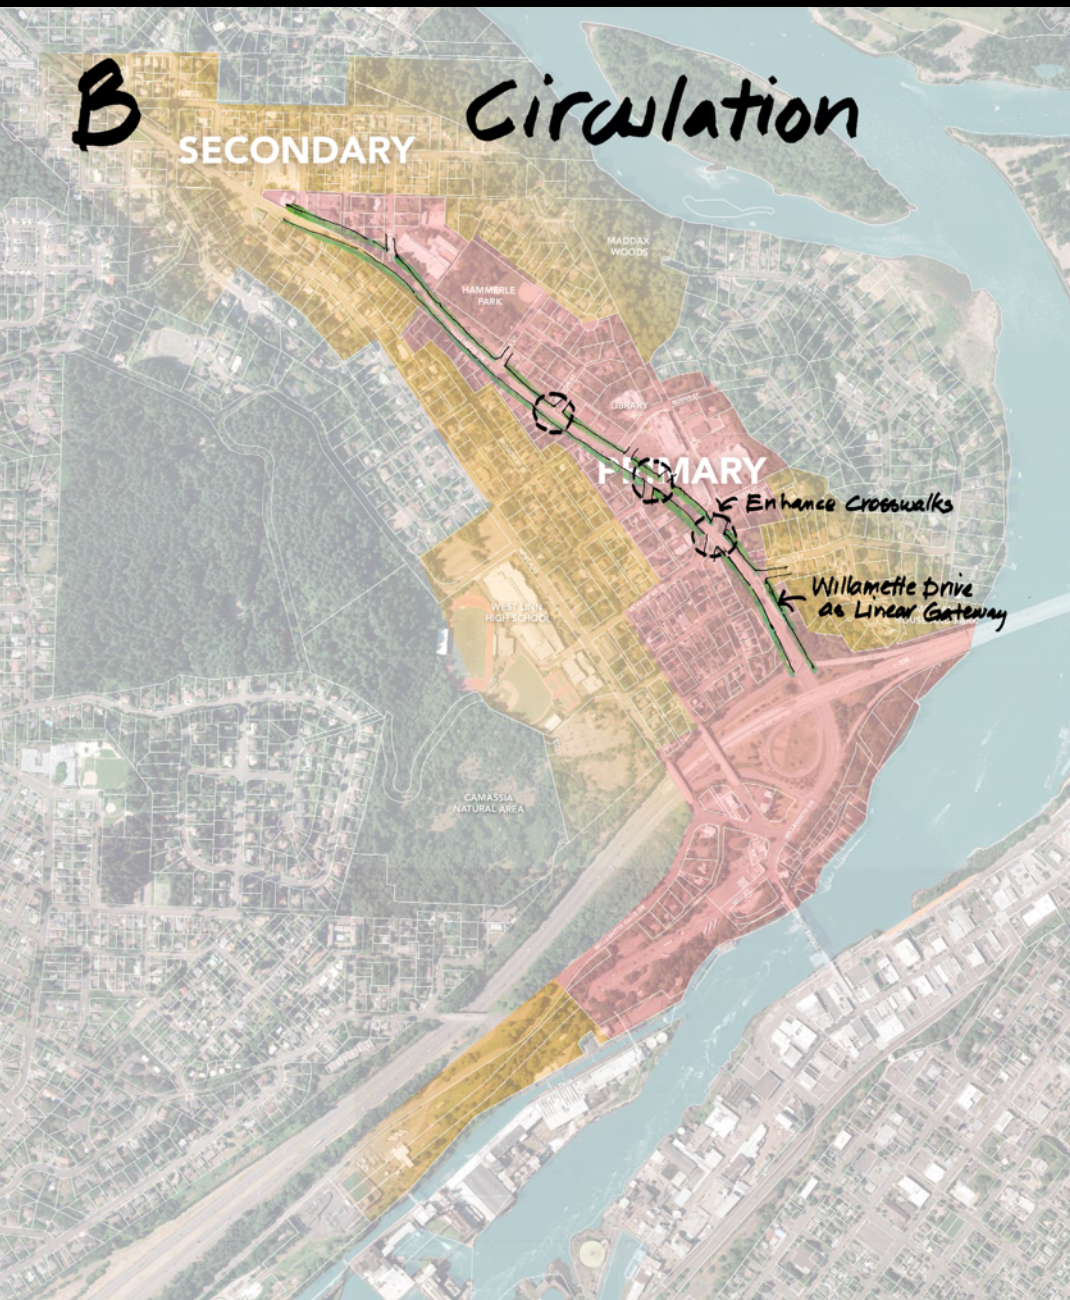 B
Circulation
SECONDARY
MADDAX
WOODS
HAMMERLE
PARK
LIBRARY
PRIMARY
Enhance Crosswalks
Willamette Drive
as Linear Gateway
WEST LINN
HIGH SCHOOL
I-205
CAMASSIA
NATURAL AREA